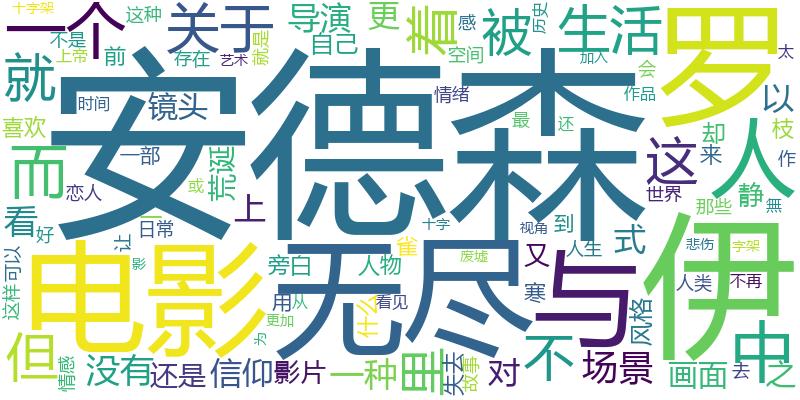 十字架 这种 一个 关于 导演 更 着 感 被 历史 生活 罗 太
不是 上帝 前 存在 艺术 就是 自己 空间 加入 会
就 安德森 时间 镜头 情绪 作品 以
喜欢 最 还 却 枝
而 一部 荒诞 这 来 作 人
恋人 或 上 世界 静 那些 無
看 好 让 日常 十字 视角 到 式 悲伤 字架
电影 无尽 与 伊 中
可以 这样 影 旁白 人物 雀 废墟 又 人生
用 从 什么 看见 寒 风格 人类 不再
但 情感 为 更加 不
没有 还是 信仰 影片 一种 里 失去 故事 对 场景 画面 去 之